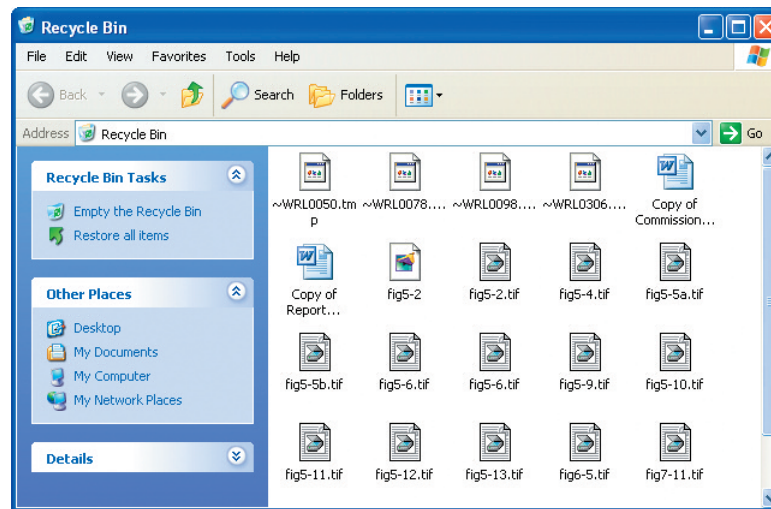 Recycle Bin
File Edit View Favorites Tools Help
Back Search Folders
Address Recycle Bin Go
Recycle Bin Tasks
Empty the Recycle Bin
Restore all items
Other Places
Desktop
My Documents
My Computer
My Network Places
Details
~WRL0050.tm
p
~WRL0078....
~WRL0098....
~WRL0306....
Copy of
Commission...
Copy of
Report...
fig5-2
fig5-2.tif
fig5-4.tif
fig5-5a.tif
fig5-5b.tif
fig5-6.tif
fig5-6.tif
fig5-9.tif
fig5-10.tif
fig5-11.tif
fig5-12.tif
fig5-13.tif
fig6-5.tif
fig7-11.tif